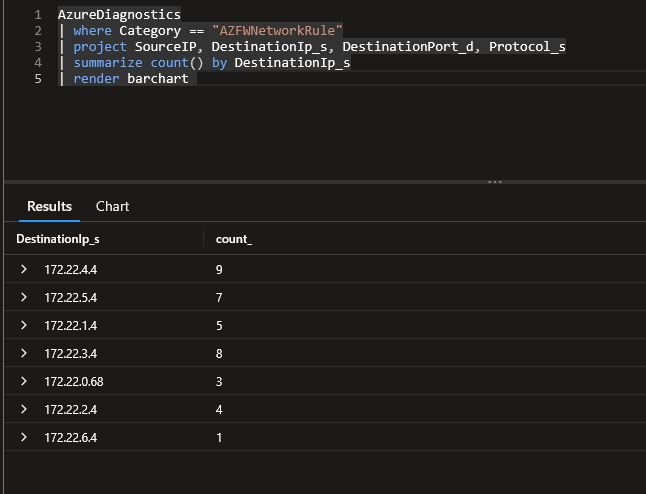 1 AzureDiagnostics
2 | where Category == "AZFWNetworkRule"
3 | project SourceIP, DestinationIp_s, DestinationPort_d, Protocol_s
4 | summarize count() by DestinationIp_s
5 | render barchart
Results Chart
DestinationIp_s count_
172.22.4.4 9
172.22.5.4 7
172.22.1.4 5
172.22.3.4 8
172.22.0.68 3
172.22.2.4 4
172.22.6.4 1